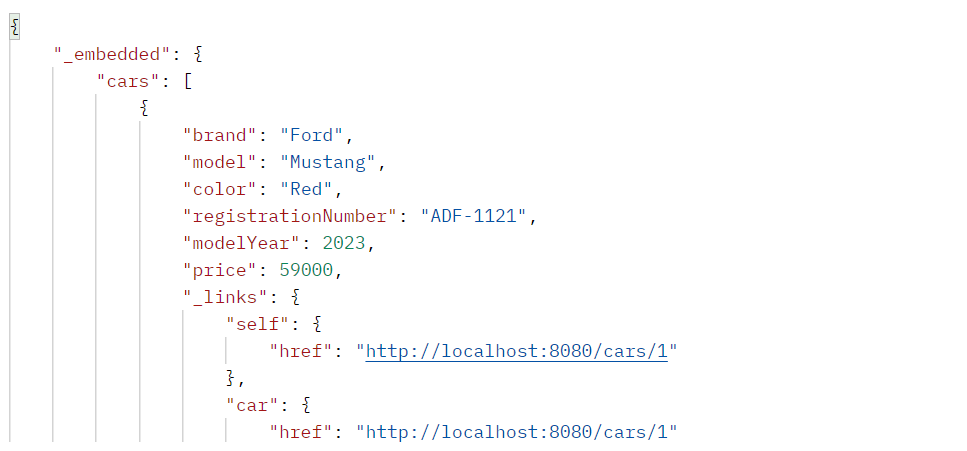 {
"_embedded": {
"cars": [
{
"brand": "Ford",
"model": "Mustang",
"color": "Red",
"registrationNumber": "ADF-1121",
"modelYear": 2023,
"price": 59000,
"_links": {
"self": {
"href": "http://localhost:8080/cars/1"
},
"car": {
"href": "http://localhost:8080/cars/1"